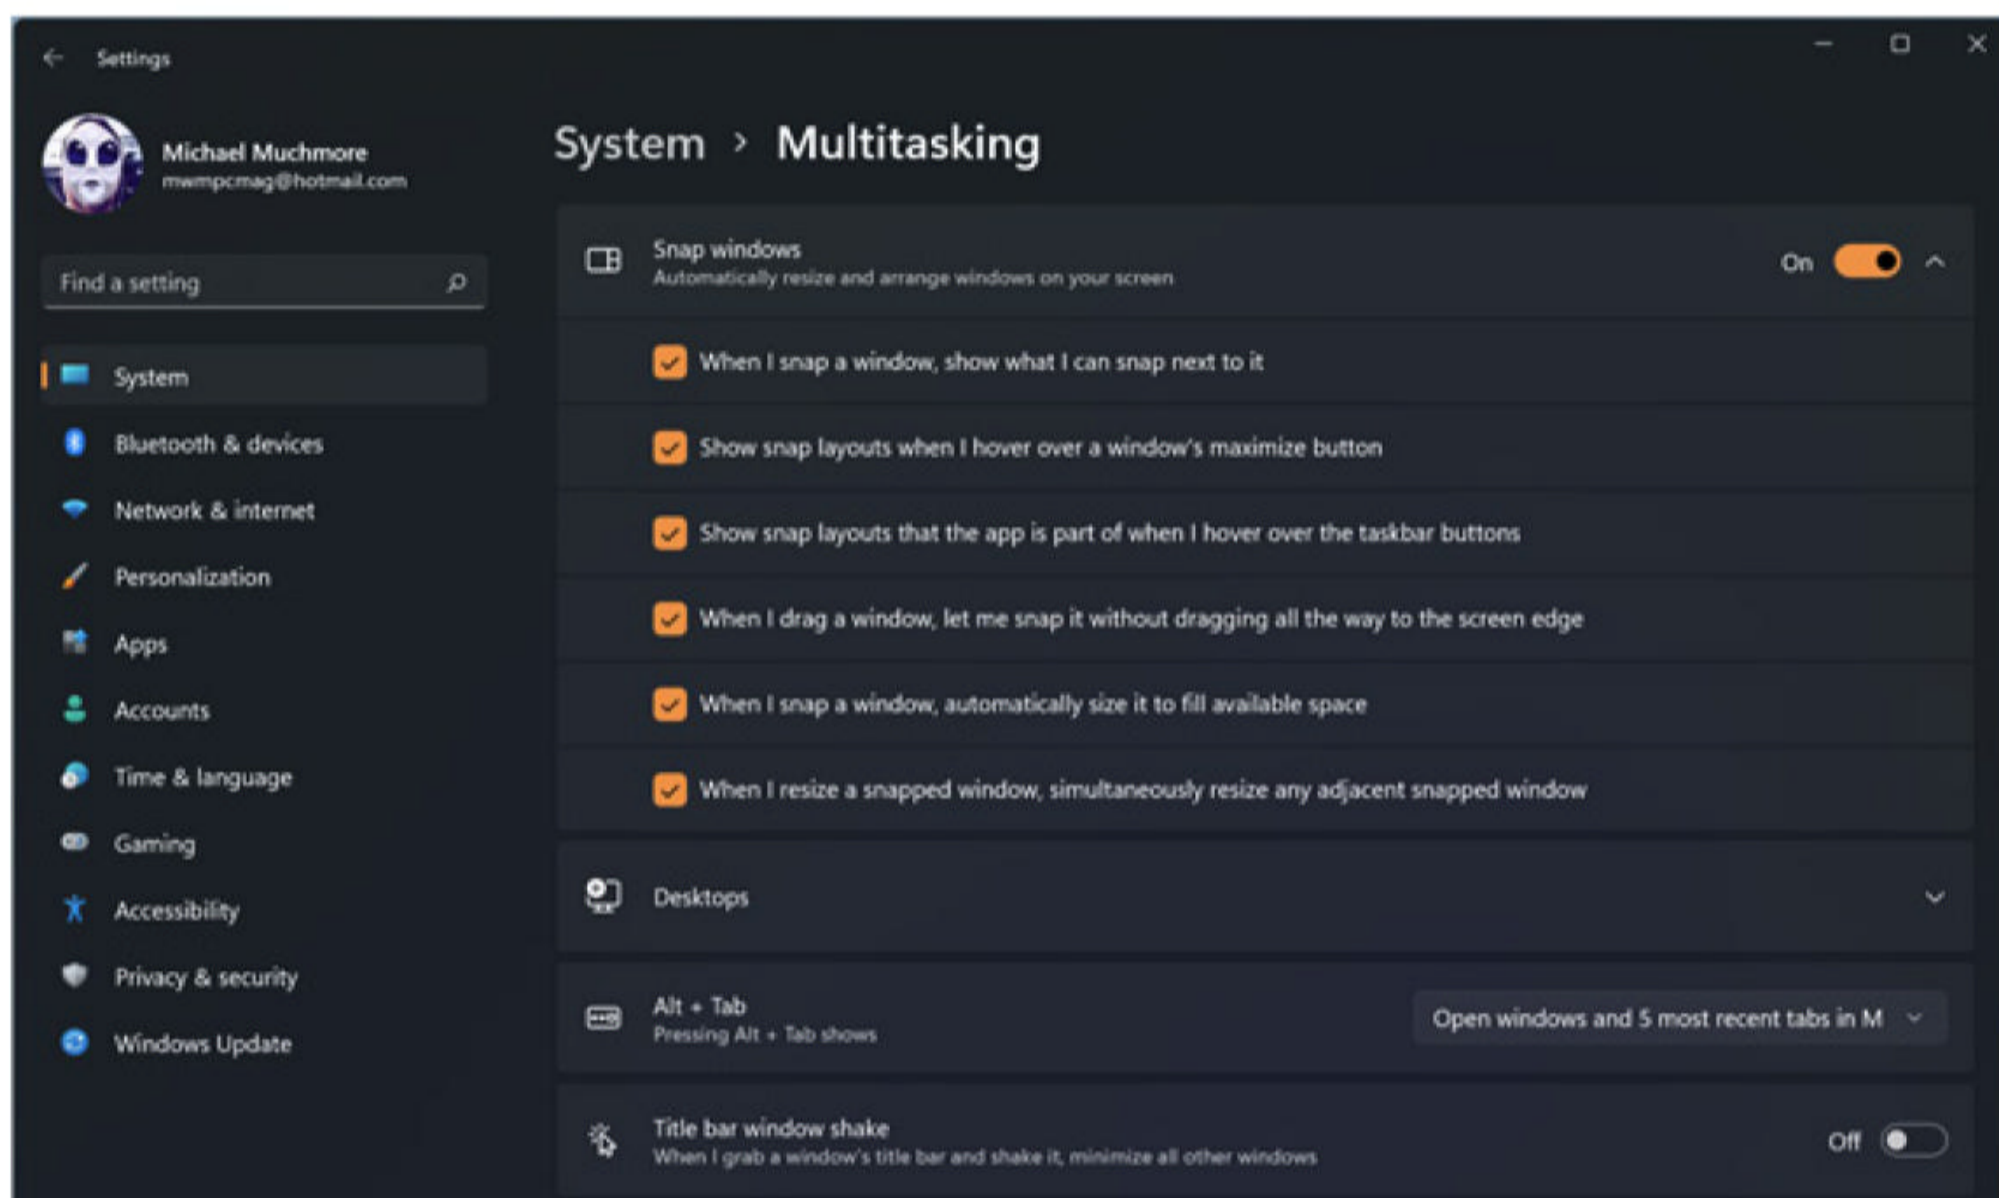 Settings
Michael Muchmore
mwmpcmag@hotmail.com
Find a setting
System
Bluetooth & devices
Network & internet
Personalization
Apps
Accounts
Time & language
Gaming
Accessibility
Privacy & security
Windows Update
System > Multitasking
Snap windows
Automatically resize and arrange windows on your screen
On
When I snap a window, show what I can snap next to it
Show snap layouts when I hover over a window's maximize button
Show snap layouts that the app is part of when I hover over the taskbar buttons
When I drag a window, let me snap it without dragging all the way to the screen edge
When I snap a window, automatically size it to fill available space
When I resize a snapped window, simultaneously resize any adjacent snapped window
Desktops
Alt + Tab
Pressing Alt + Tab shows
Open windows and 5 most recent tabs in M
Title bar window shake
When I grab a window's title bar and shake it, minimize all other windows
Off